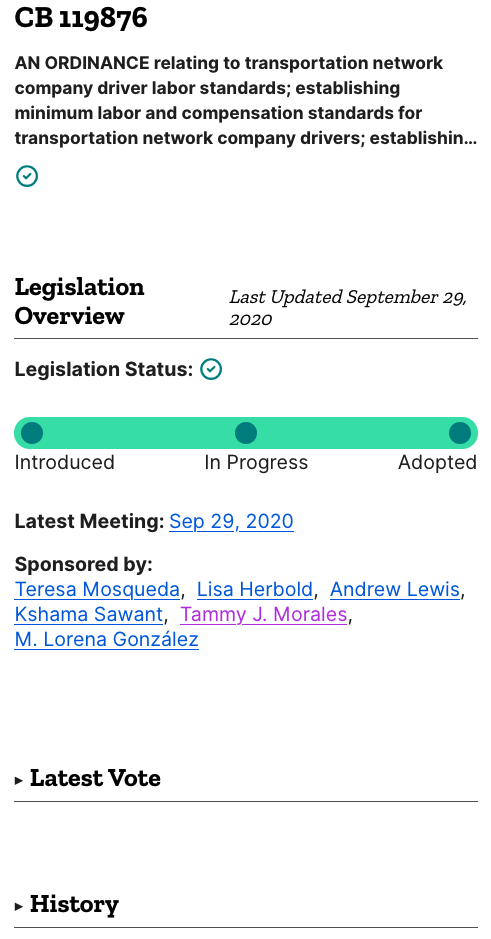 CB 119876
AN ORDINANCE relating to transportation network
company driver labor standards; establishing
minimum labor and compensation standards for
transportation network company drivers; establishin...
Legislation
Overview
Last Updated September 29,
2020
Legislation Status:
Introduced In Progress Adopted
Latest Meeting: Sep 29, 2020
Sponsored by:
Teresa Mosqueda, Lisa Herbold, Andrew Lewis,
Kshama Sawant, Tammy J. Morales,
M. Lorena González
▸ Latest Vote
▸ History